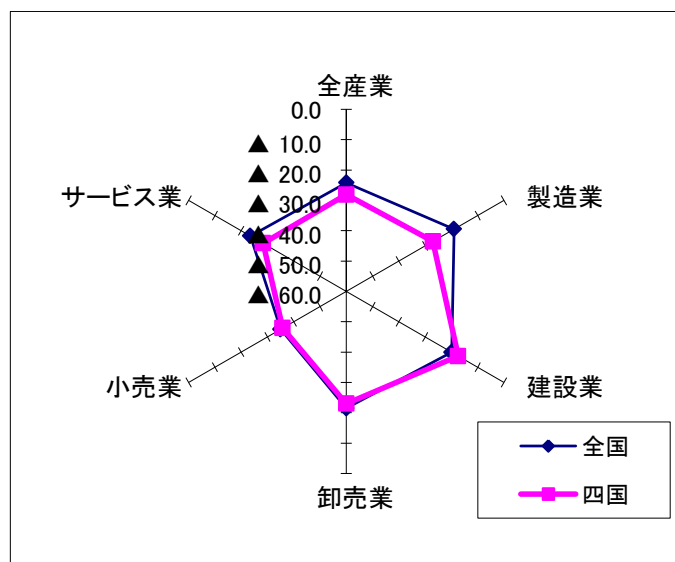 全産業
0.0
▲ 10.0
▲ 20.0
▲ 30.0
▲ 40.0
▲ 50.0
▲ 60.0
サービス業
製造業
小売業
建設業
卸売業
全国
四国